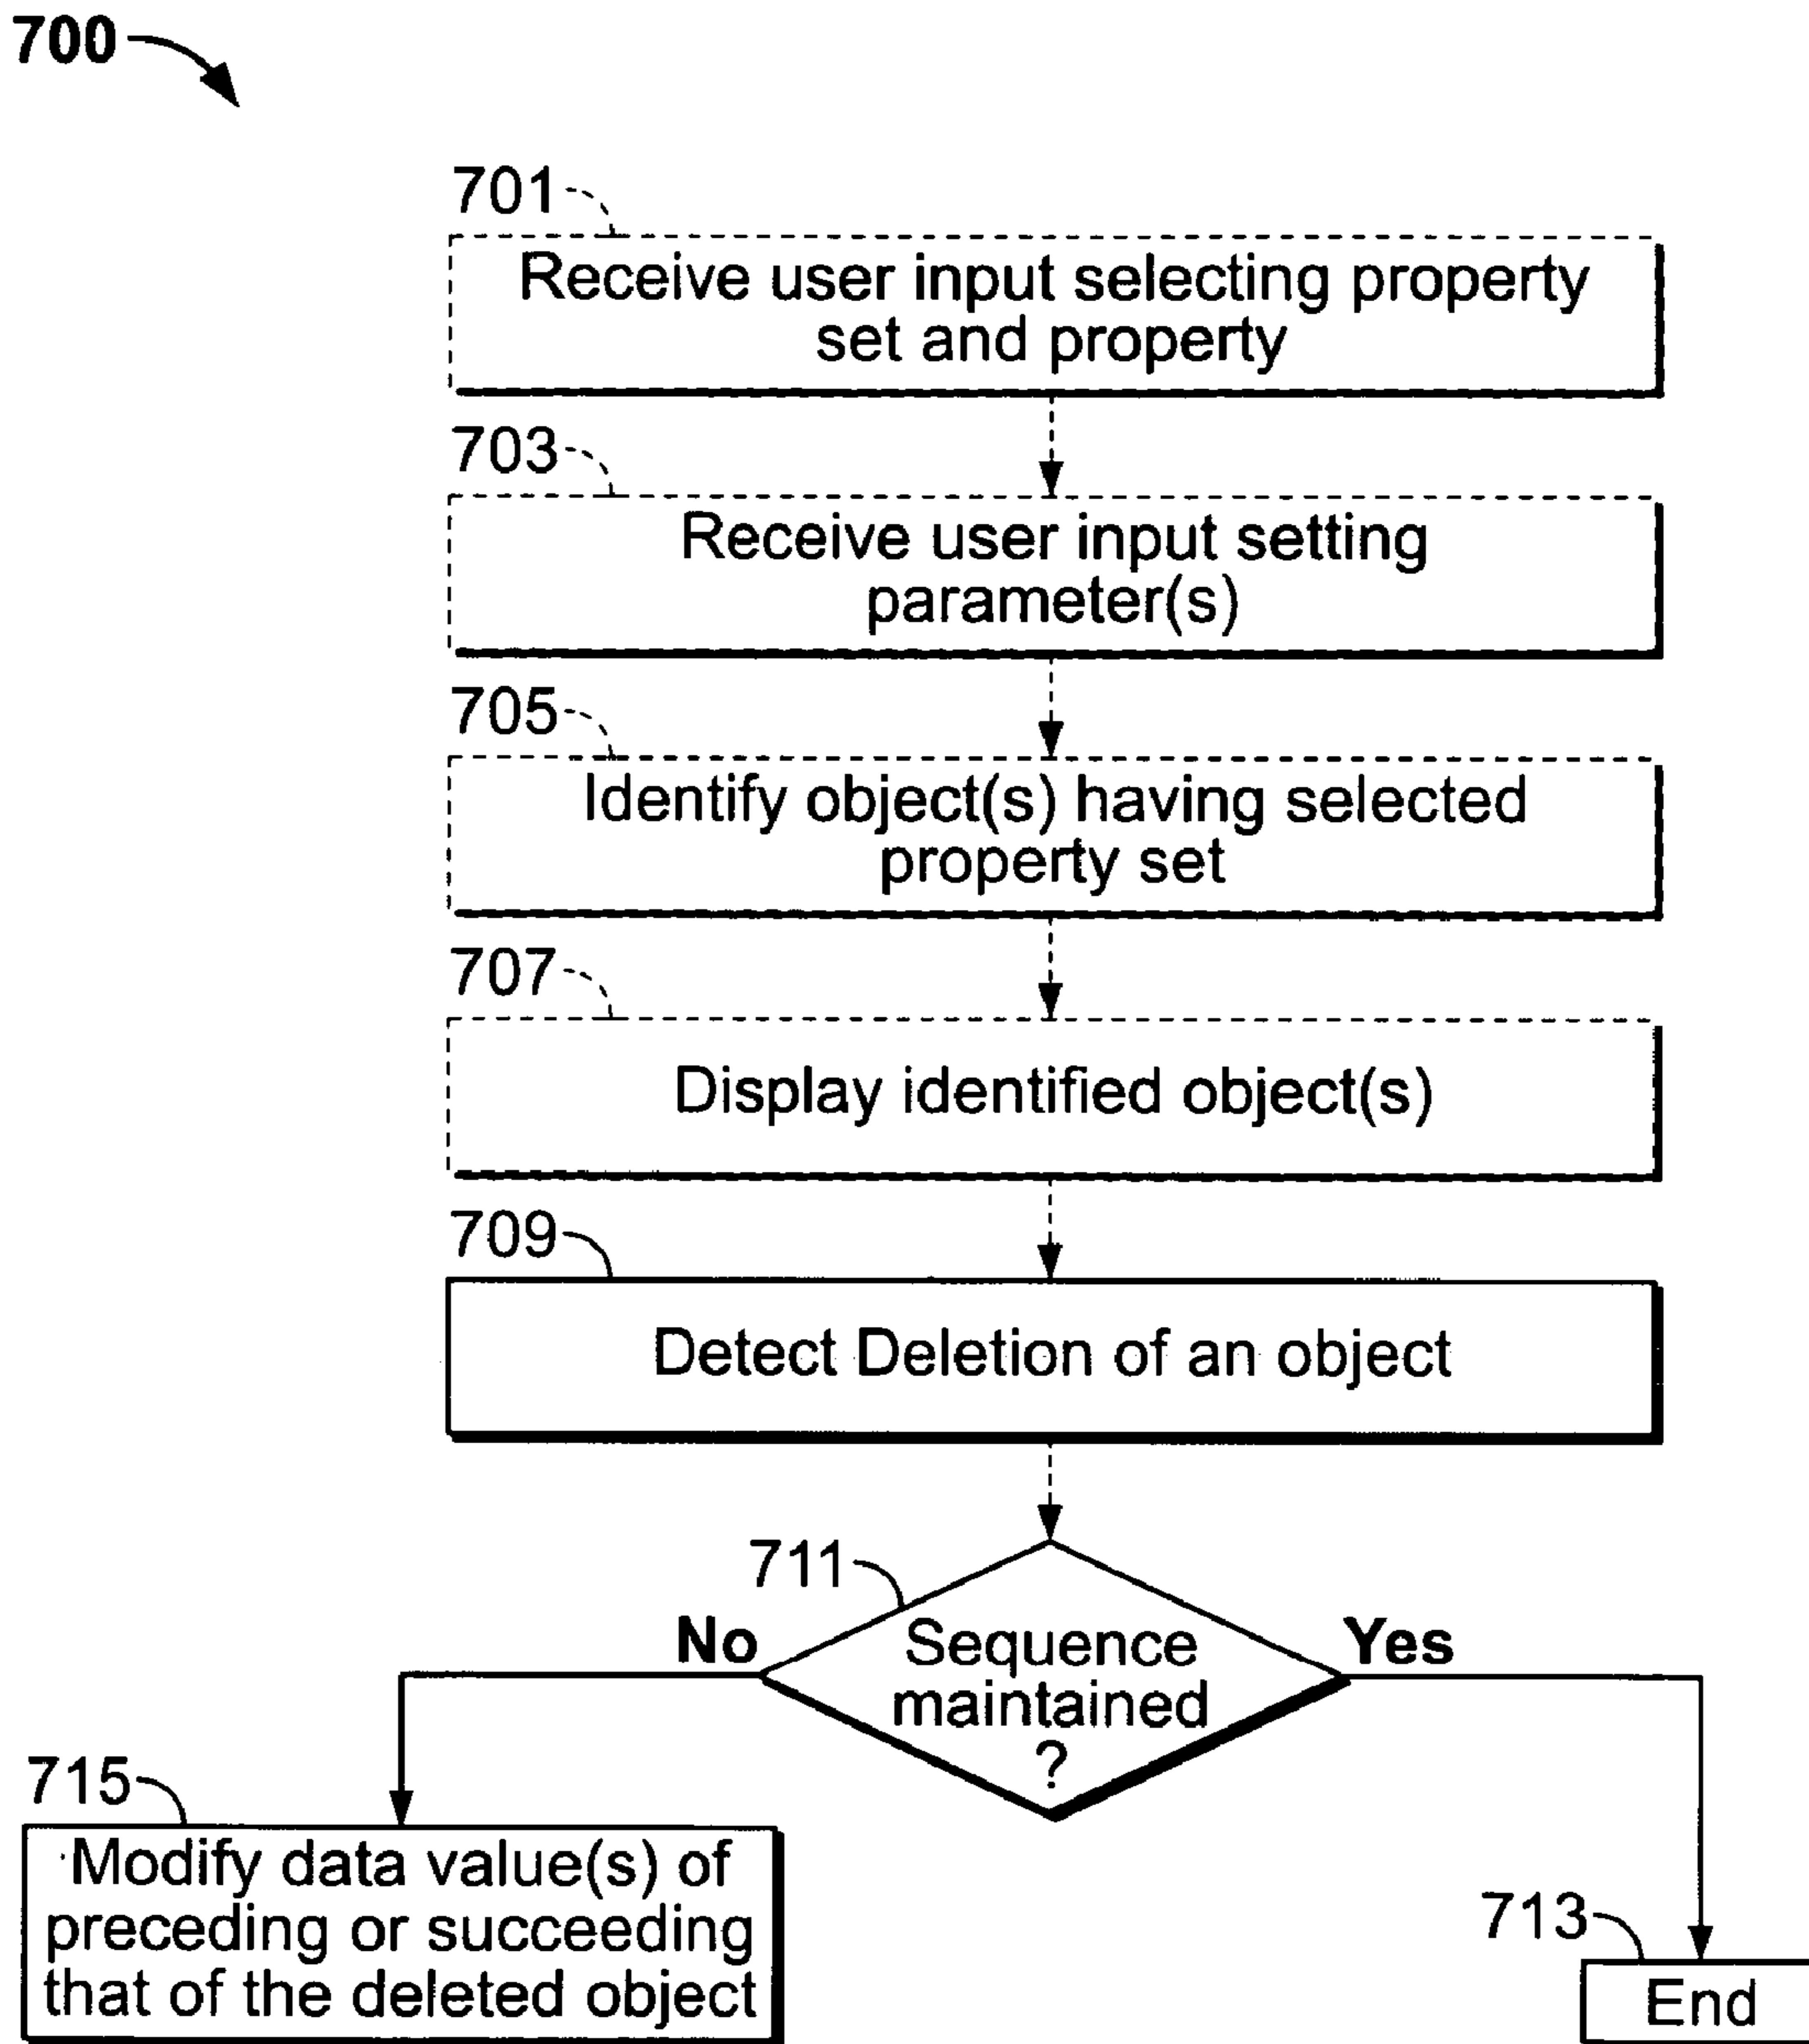 700
701
Receive user input selecting property
set and property
703
Receive user input setting
parameter(s)
705
Identify object(s) having selected
property set
707
Display identified object(s)
709
Detect Deletion of an object
711
No
Sequence
maintained
?
Yes
715
Modify data value(s) of
preceding or succeeding
that of the deleted object
713
End